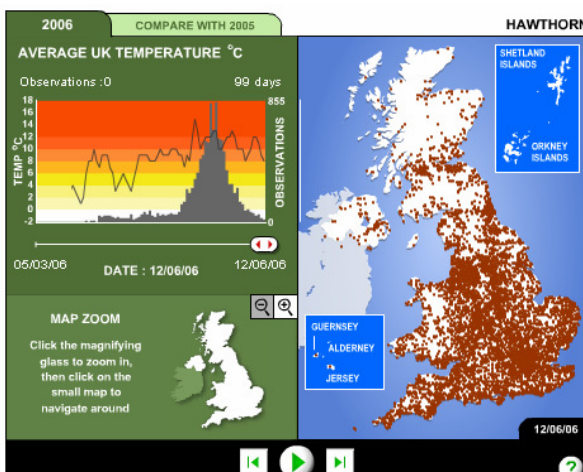 2006
COMPARE WITH 2005
HAWTHORN
AVERAGE UK TEMPERATURE °C
Observations :0
99 days
18
16
14
12
10
8
6
4
2
0
-2
TEMP °C
855
0
OBSERVATIONS
05/03/06
DATE : 12/06/06
12/06/06
MAP ZOOM
Click the magnifying
glass to zoom in,
then click on the
small map to
navigate around
SHETLAND
ISLANDS
ORKNEY
ISLANDS
GUERNSEY
ALDERNEY
JERSEY
12/06/06
?